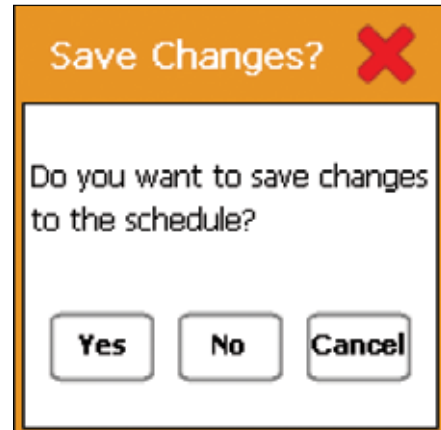 Save Changes?
Do you want to save changes
to the schedule?
Yes No Cancel